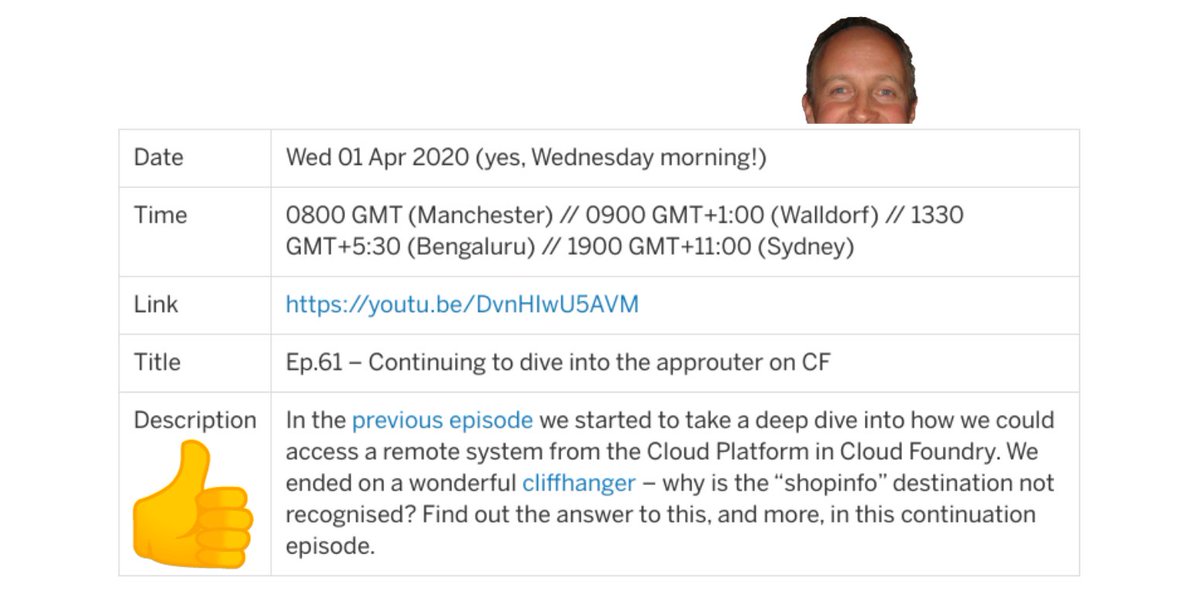 Date
Wed 01 Apr 2020 (yes, Wednesday morning!)
Time
0800 GMT (Manchester) // 0900 GMT+1:00 (Walldorf) // 1330
GMT+5:30 (Bengaluru) // 1900 GMT+11:00 (Sydney)
Link
https://youtu.be/DvnHIwU5AVM
Title
Ep.61 – Continuing to dive into the approuter on CF
Description
In the previous episode we started to take a deep dive into how we could
access a remote system from the Cloud Platform in Cloud Foundry. We
ended on a wonderful cliffhanger – why is the “shopinfo” destination not
recognised? Find out the answer to this, and more, in this continuation
episode.